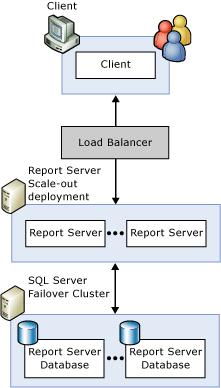 Client
Client
Load Balancer
Report Server
Scale-out
deployment
Report Server
Report Server
SQL Server
Failover Cluster
Report Server
Database
Report Server
Database